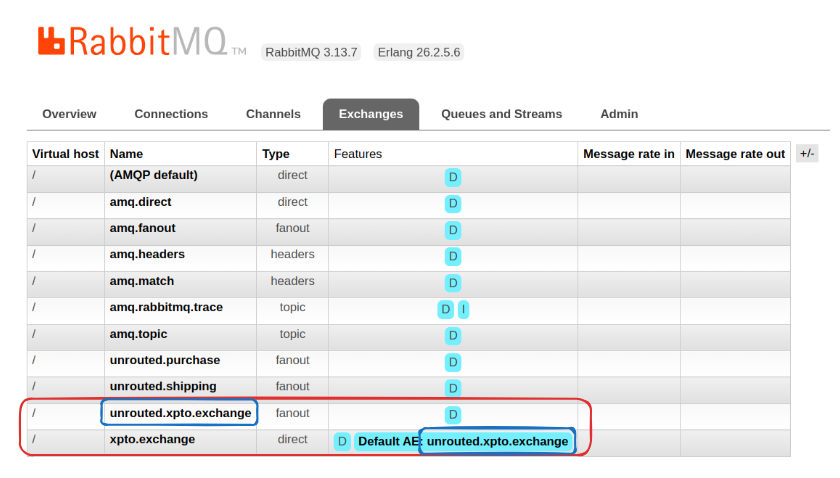 RabbitMQ TM RabbitMQ 3.13.7 Erlang 26.2.5.6
Overview Connections Channels Exchanges Queues and Streams Admin
Virtual host Name Type Features Message rate in Message rate out +/-
/ (AMQP default) direct D
/ amq.direct direct D
/ amq.fanout fanout D
/ amq.headers headers D
/ amq.match headers D
/ amq.rabbitmq.trace topic D I
/ amq.topic topic D
/ unrouted.purchase fanout D
/ unrouted.shipping fanout D
/ unrouted.xpto.exchange fanout D
/ xpto.exchange direct D Default AE: unrouted.xpto.exchange